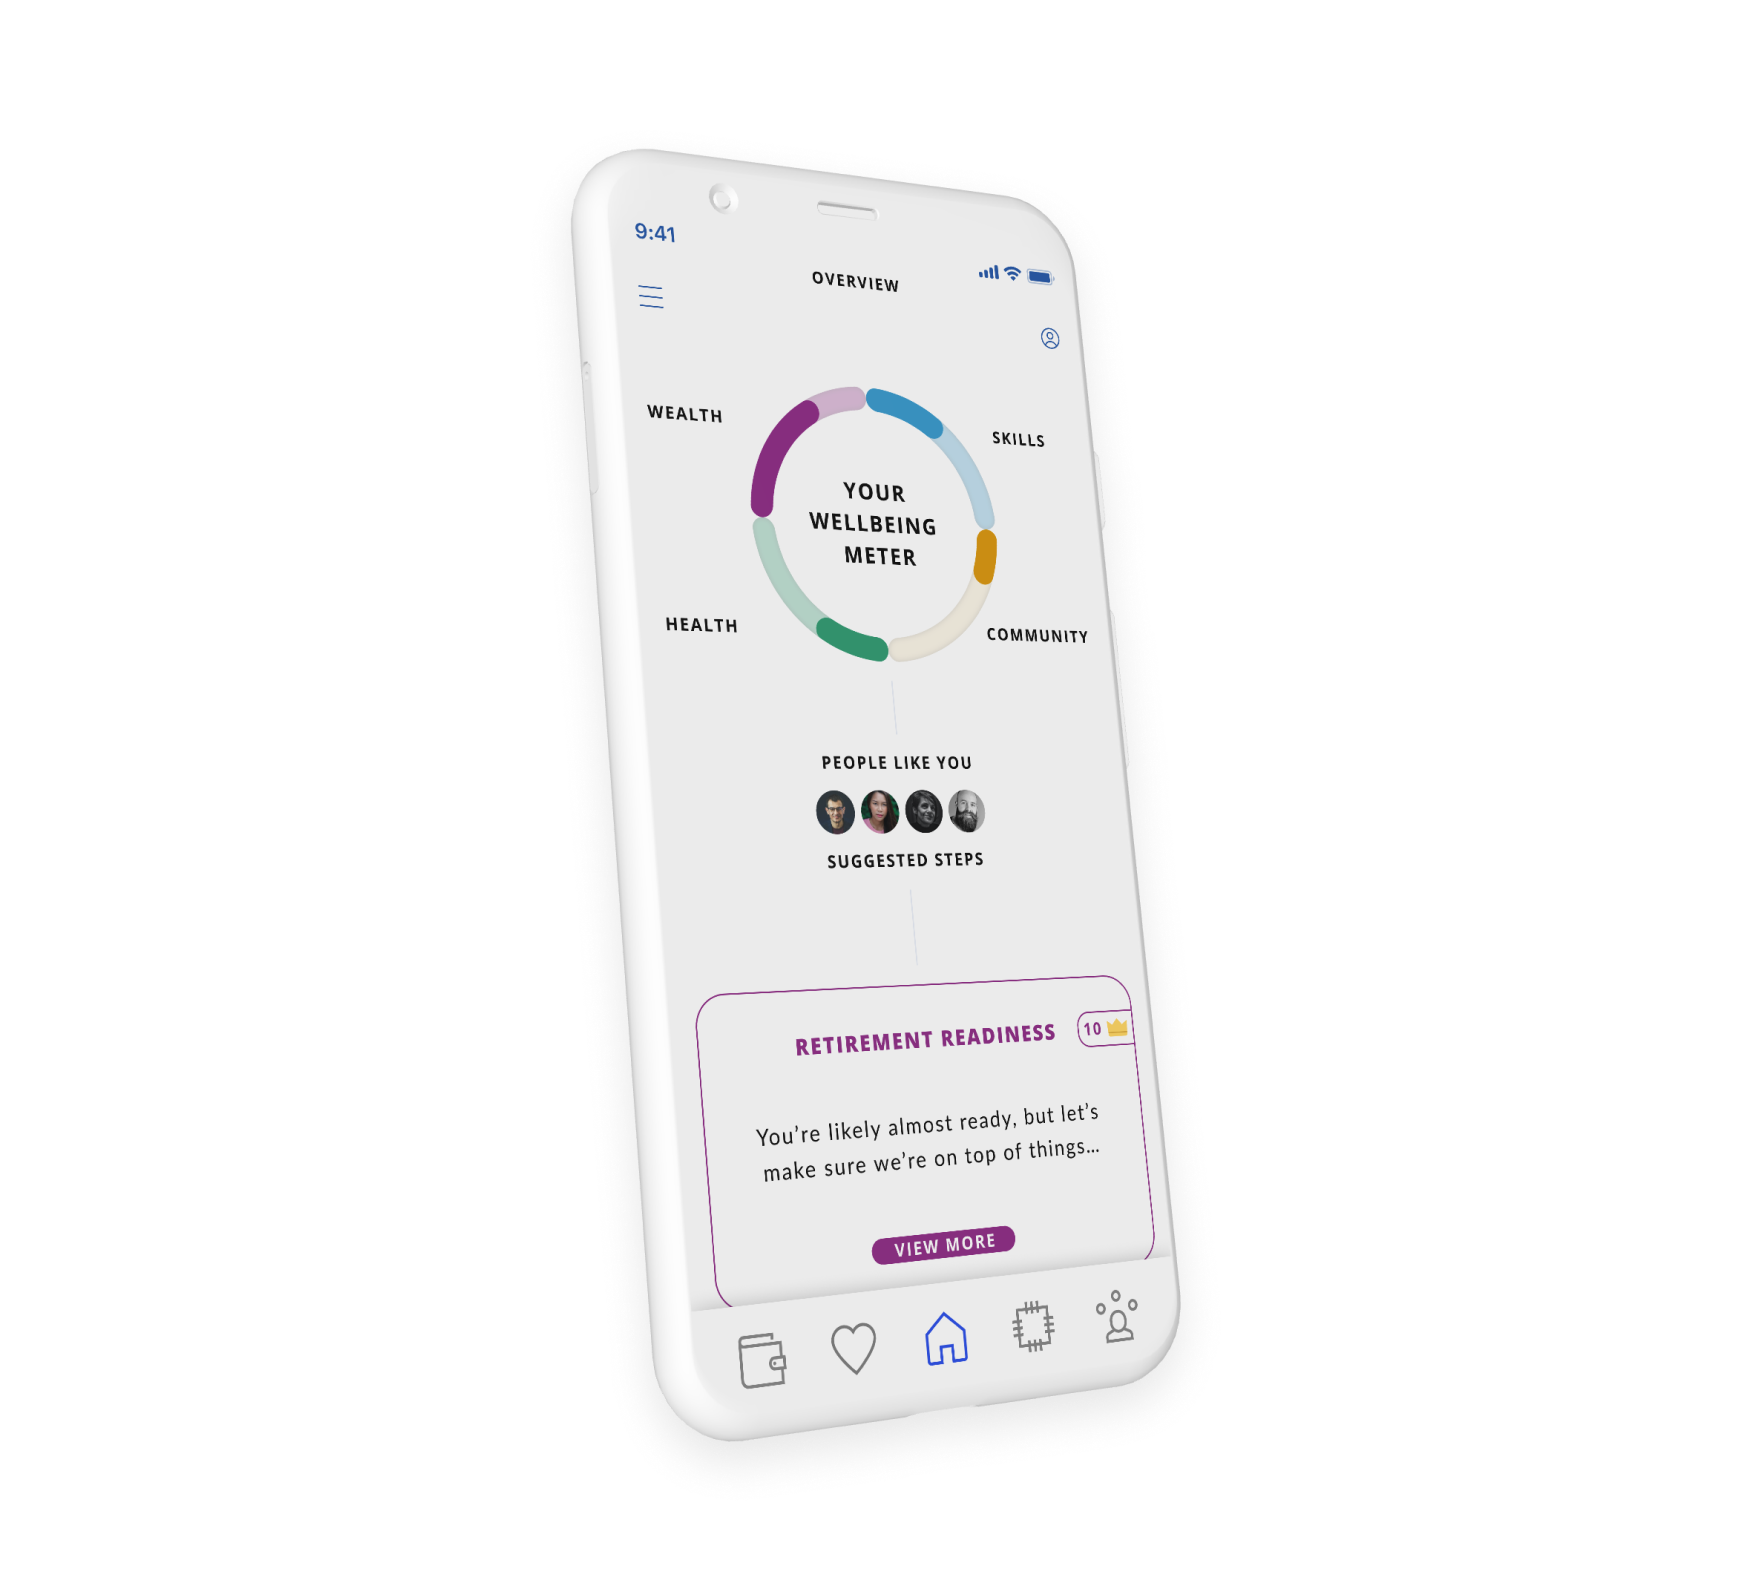 9:41
OVERVIEW
WEALTH
SKILLS
YOUR
WELLBEING
METER
HEALTH
COMMUNITY
PEOPLE LIKE YOU
SUGGESTED STEPS
RETIREMENT READINESS
10
You’re likely almost ready, but let’s
make sure we’re on top of things...
VIEW MORE